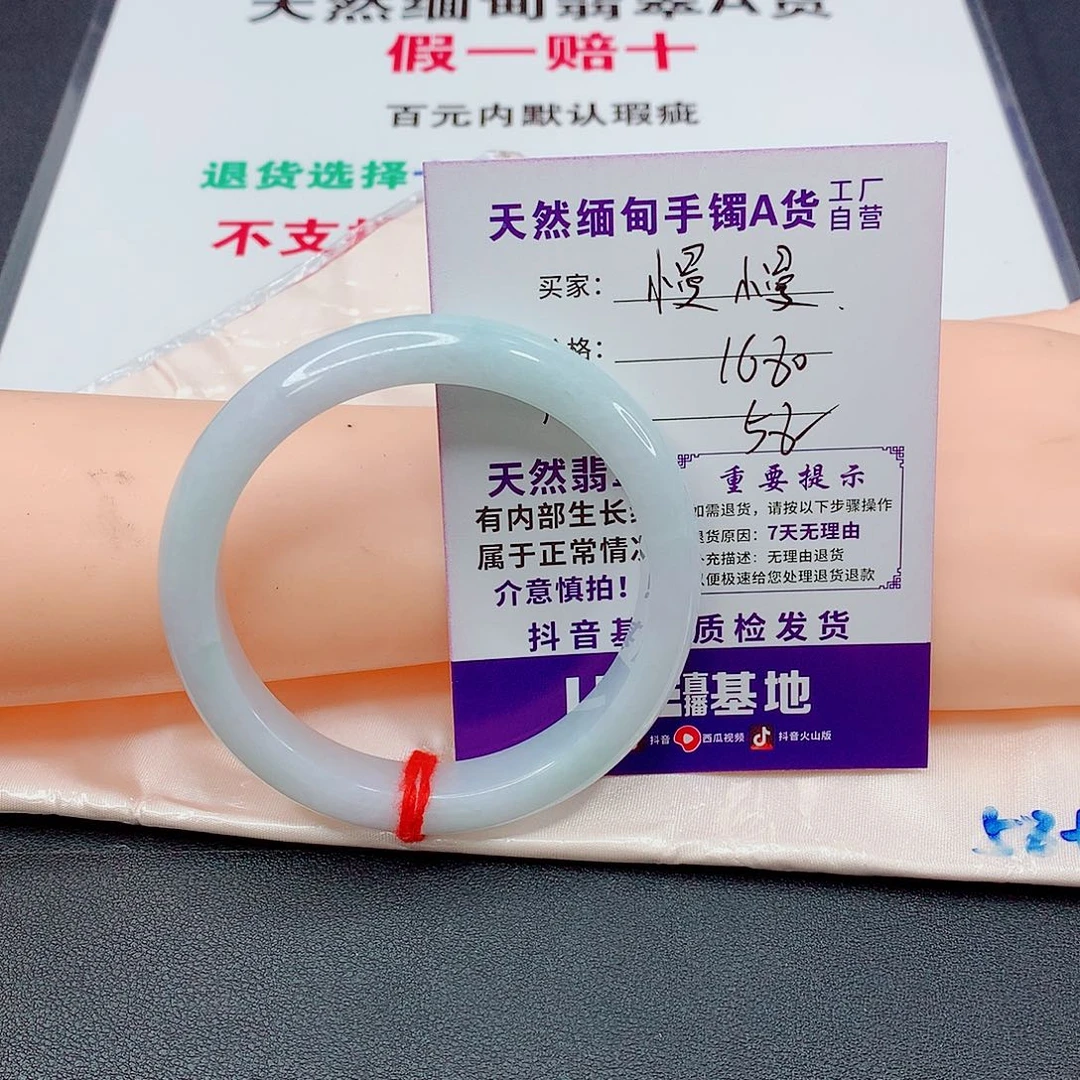 天然缅甸翡翠A货
假一赔十
百元内默认瑕疵
退货选择
不支
天然缅甸手镯A货 工厂自营
买家：慢慢
格：1680
58
天然翡
有内部生长
属于正常情况
介意慎拍！
重要提示
如需退货，请按以下步骤操作
退货原因：7天无理由
补充描述：无理由退货
以便极速给您处理退货退款
抖音基 质检发货
直播基地
抖音 西瓜视频 抖音火山版